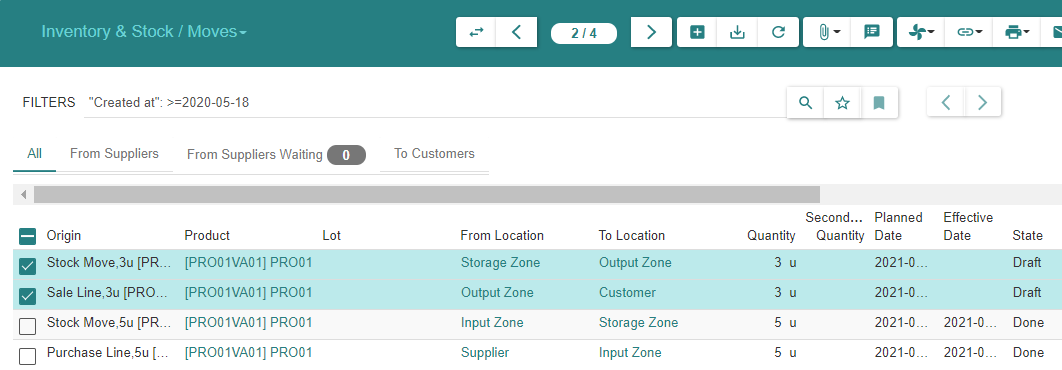 Inventory & Stock / Moves
2 / 4
FILTERS "Created at": >=2020-05-18
All From Suppliers From Suppliers Waiting 0 To Customers
Second... Planned Effective
Origin Product Lot From Location To Location Quantity Quantity Date Date State
Stock Move,3u [PR... [PRO01VA01] PRO01 Storage Zone Output Zone 3 u 2021-0... Draft
Sale Line,3u [PRO... [PRO01VA01] PRO01 Output Zone Customer 3 u 2021-0... Draft
Stock Move,5u [PR... [PRO01VA01] PRO01 Input Zone Storage Zone 5 u 2021-0... 2021-0... Done
Purchase Line,5u [... [PRO01VA01] PRO01 Supplier Input Zone 5 u 2021-0... 2021-0... Done